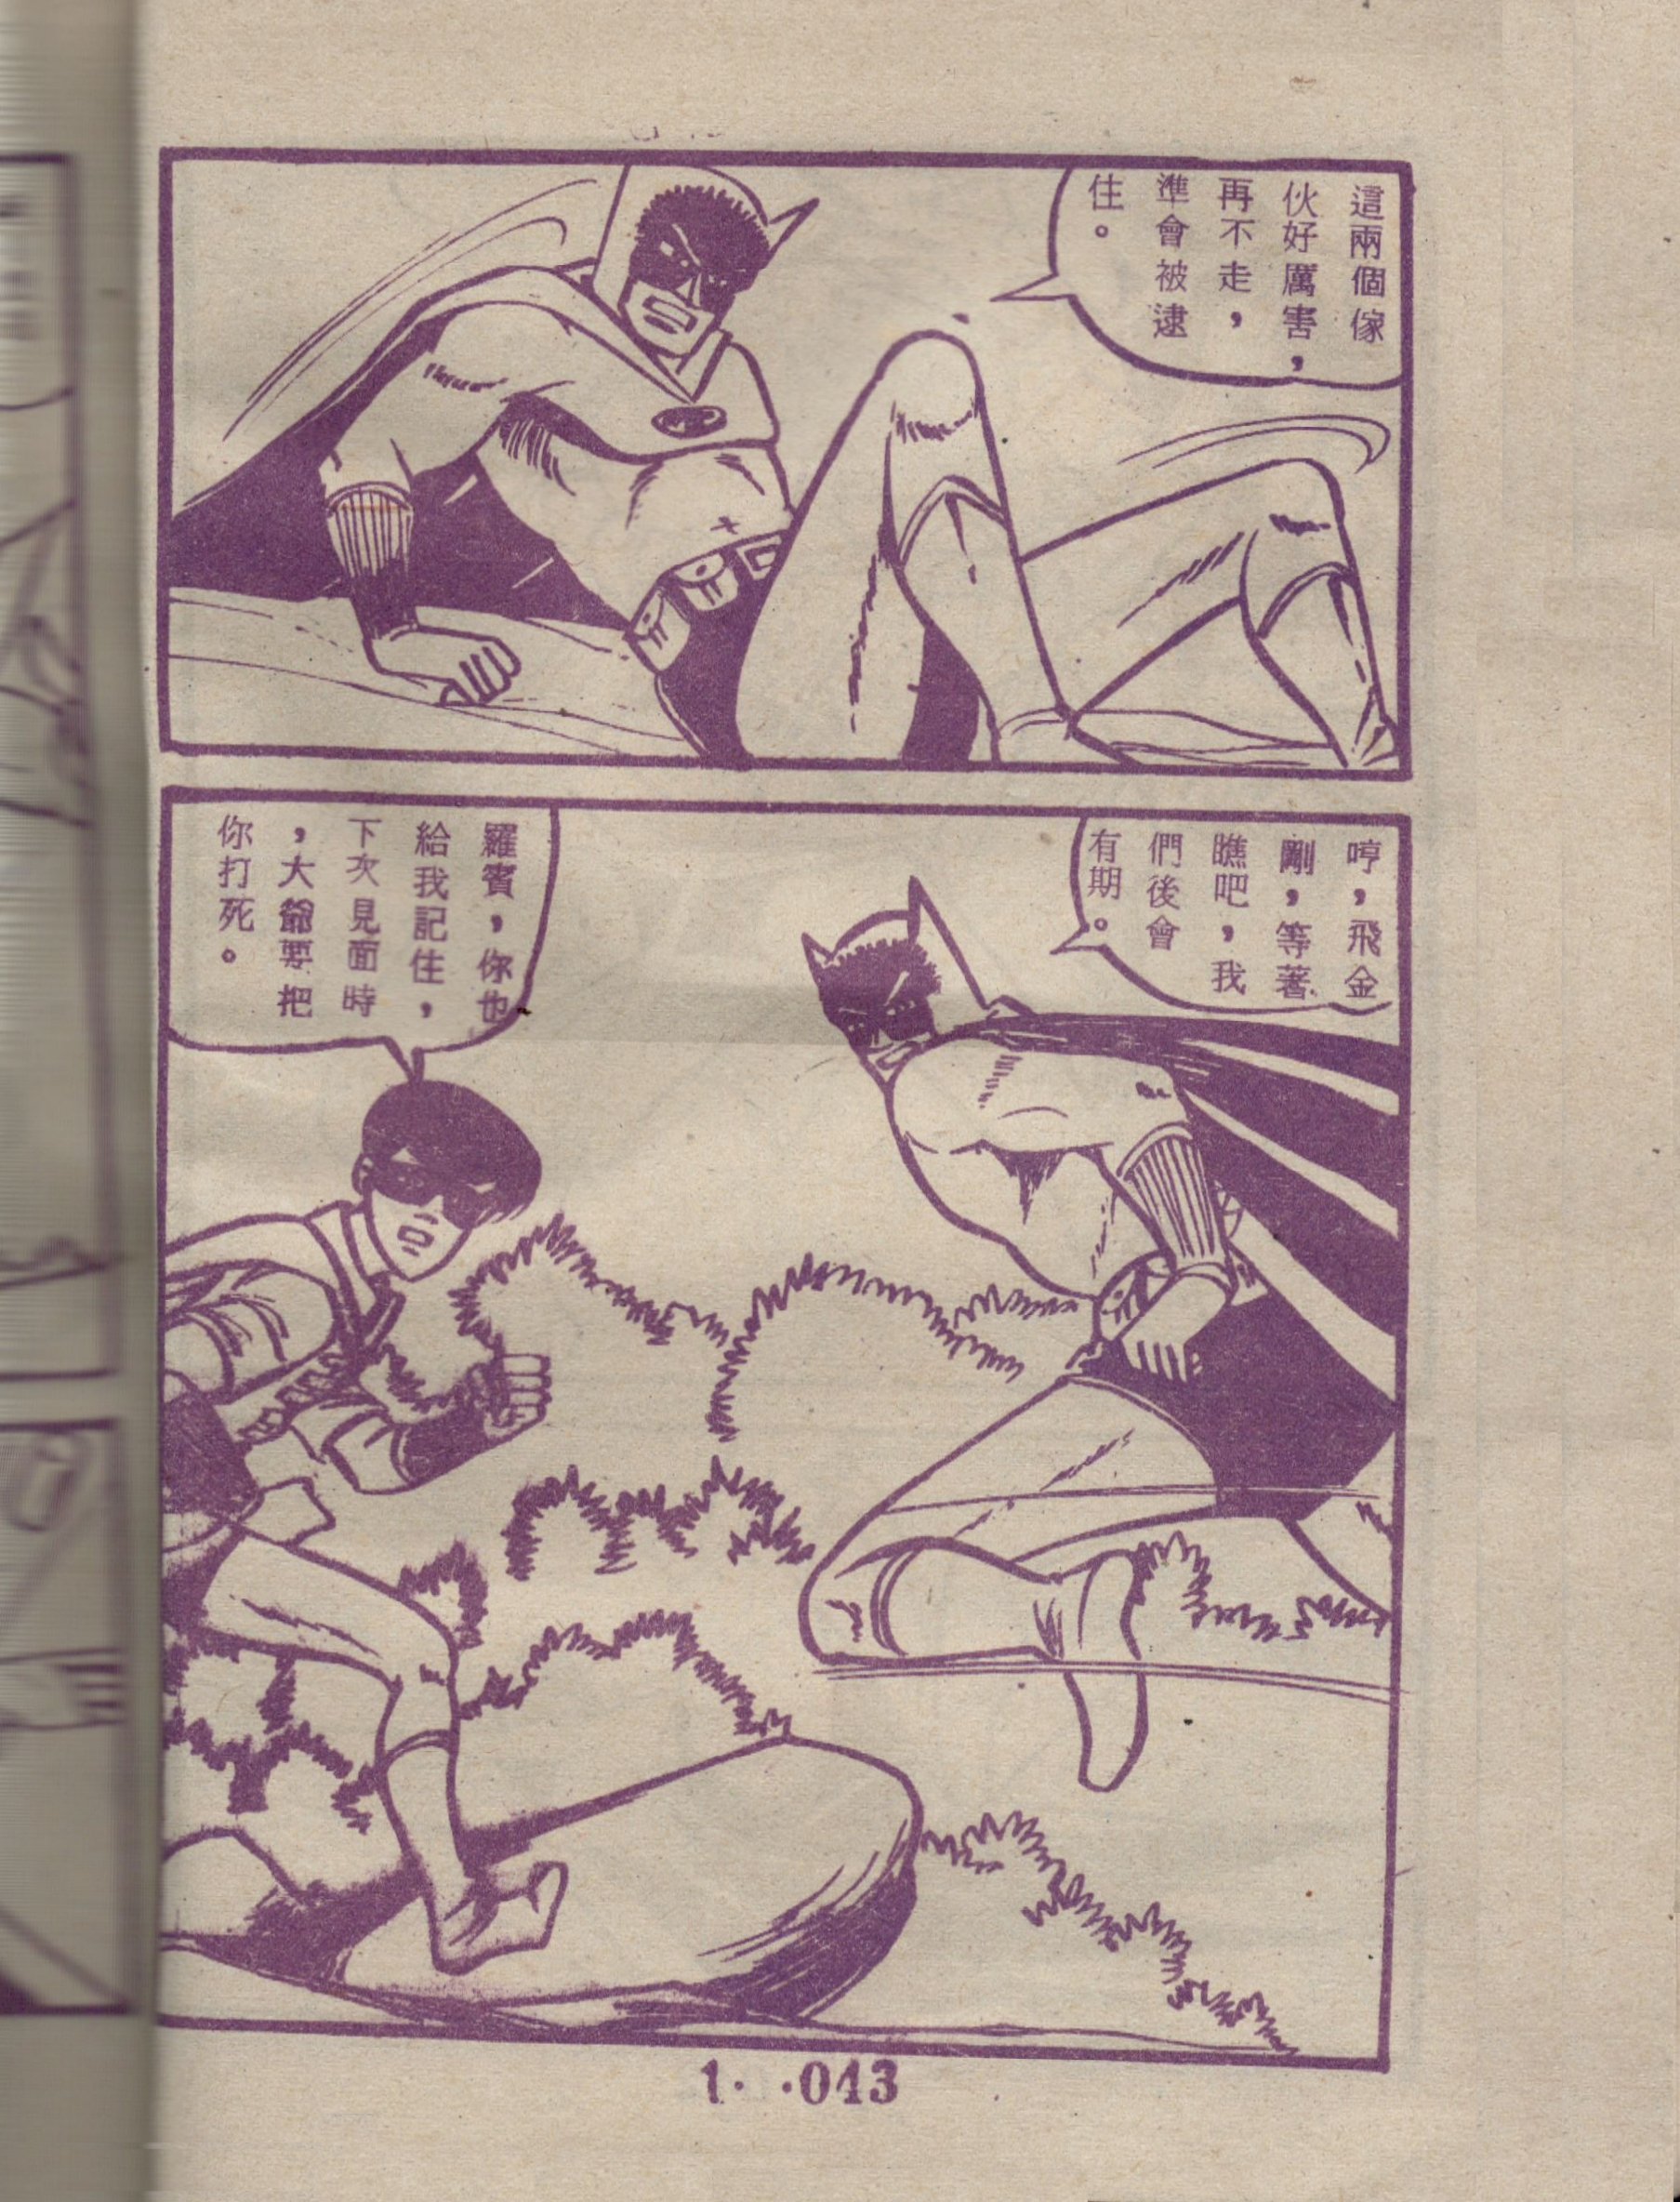 這兩個傢
伙好厲害，
再不走，
準會被逮
住。
哼，飛金
剛，等著
瞧吧，我
們後會
有期。
羅賓，你也
給我記住，
下次見面時
，大爺要把
你打死。
1· ·043